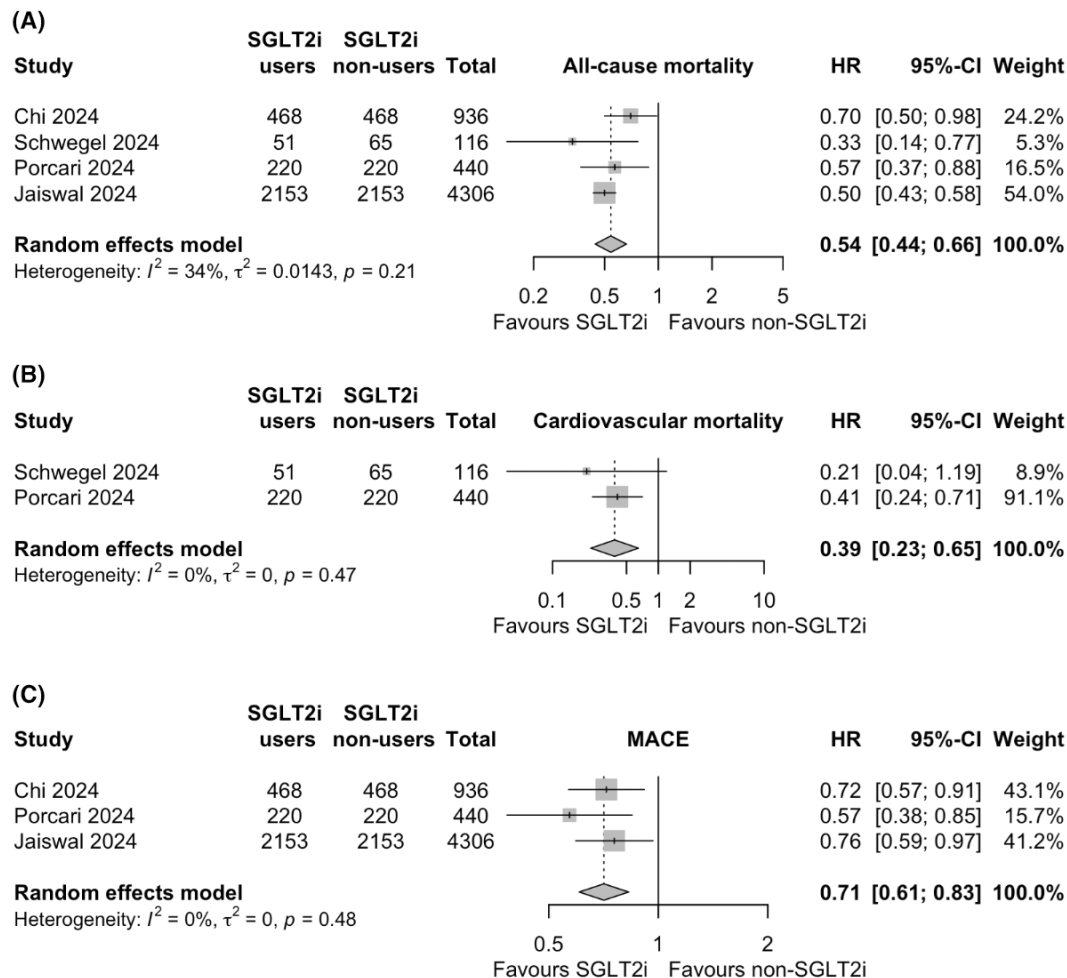 (A)
SGLT2i SGLT2i
Study users non-users Total All-cause mortality HR 95%-CI Weight
Chi 2024 468 468 936 0.70 [0.50; 0.98] 24.2%
Schwegel 2024 51 65 116 0.33 [0.14; 0.77] 5.3%
Porcari 2024 220 220 440 0.57 [0.37; 0.88] 16.5%
Jaiswal 2024 2153 2153 4306 0.50 [0.43; 0.58] 54.0%
Random effects model 0.54 [0.44; 0.66] 100.0%
Heterogeneity: I² = 34%, τ² = 0.0143, p = 0.21
0.2 0.5 1 2 5
Favours SGLT2i Favours non-SGLT2i
(B)
SGLT2i SGLT2i
Study users non-users Total Cardiovascular mortality HR 95%-CI Weight
Schwegel 2024 51 65 116 0.21 [0.04; 1.19] 8.9%
Porcari 2024 220 220 440 0.41 [0.24; 0.71] 91.1%
Random effects model 0.39 [0.23; 0.65] 100.0%
Heterogeneity: I² = 0%, τ² = 0, p = 0.47
0.1 0.5 1 2 10
Favours SGLT2i Favours non-SGLT2i
(C)
SGLT2i SGLT2i
Study users non-users Total MACE HR 95%-CI Weight
Chi 2024 468 468 936 0.72 [0.57; 0.91] 43.1%
Porcari 2024 220 220 440 0.57 [0.38; 0.85] 15.7%
Jaiswal 2024 2153 2153 4306 0.76 [0.59; 0.97] 41.2%
Random effects model 0.71 [0.61; 0.83] 100.0%
Heterogeneity: I² = 0%, τ² = 0, p = 0.48
0.5 1 2
Favours SGLT2i Favours non-SGLT2i